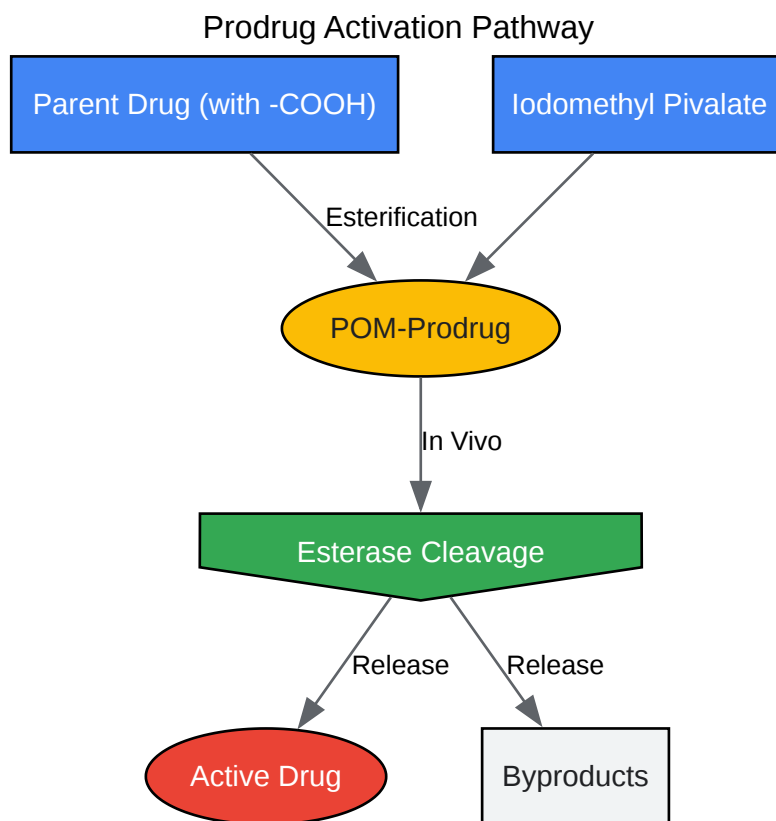 Prodrug Activation Pathway
Parent Drug (with -COOH)
Iodomethyl Pivalate
Esterification
POM-Prodrug
In Vivo
Esterase Cleavage
Release
Release
Active Drug
Byproducts